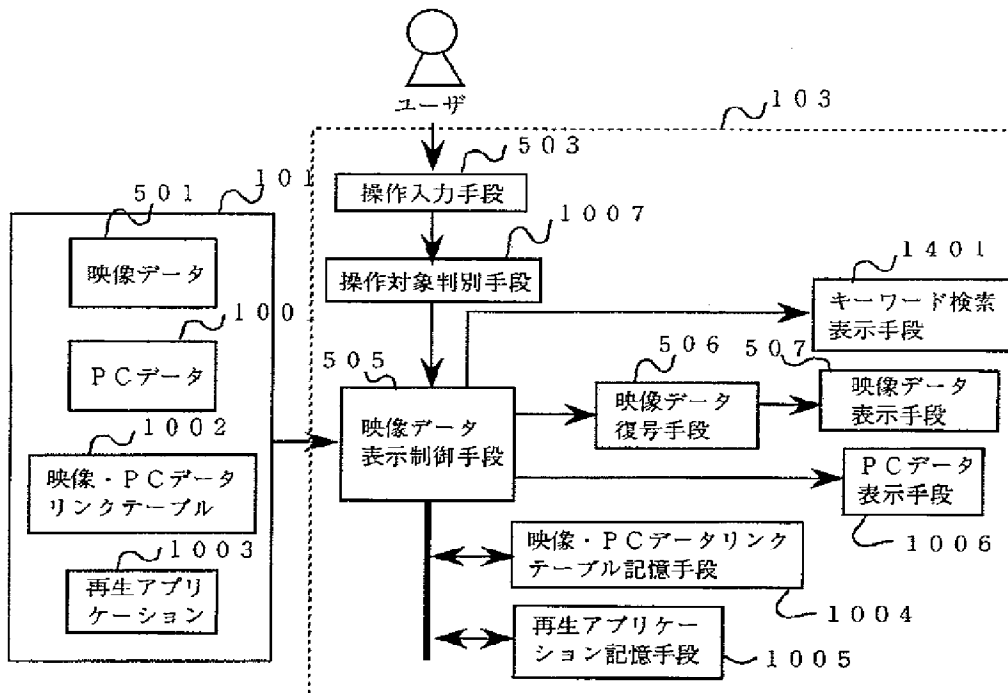 ユーザ
103
503
操作入力手段
101
501
映像データ
1007
操作対象判別手段
1401
キーワード検索
表示手段
100
PCデータ
505
映像データ
表示制御手段
506
映像データ
復号手段
507
映像データ
表示手段
1002
映像・PCデータ
リンクテーブル
PCデータ
表示手段
1006
1003
再生アプリ
ケーション
映像・PCデータリンク
テーブル記憶手段
1004
再生アプリケー
ション記憶手段
1005